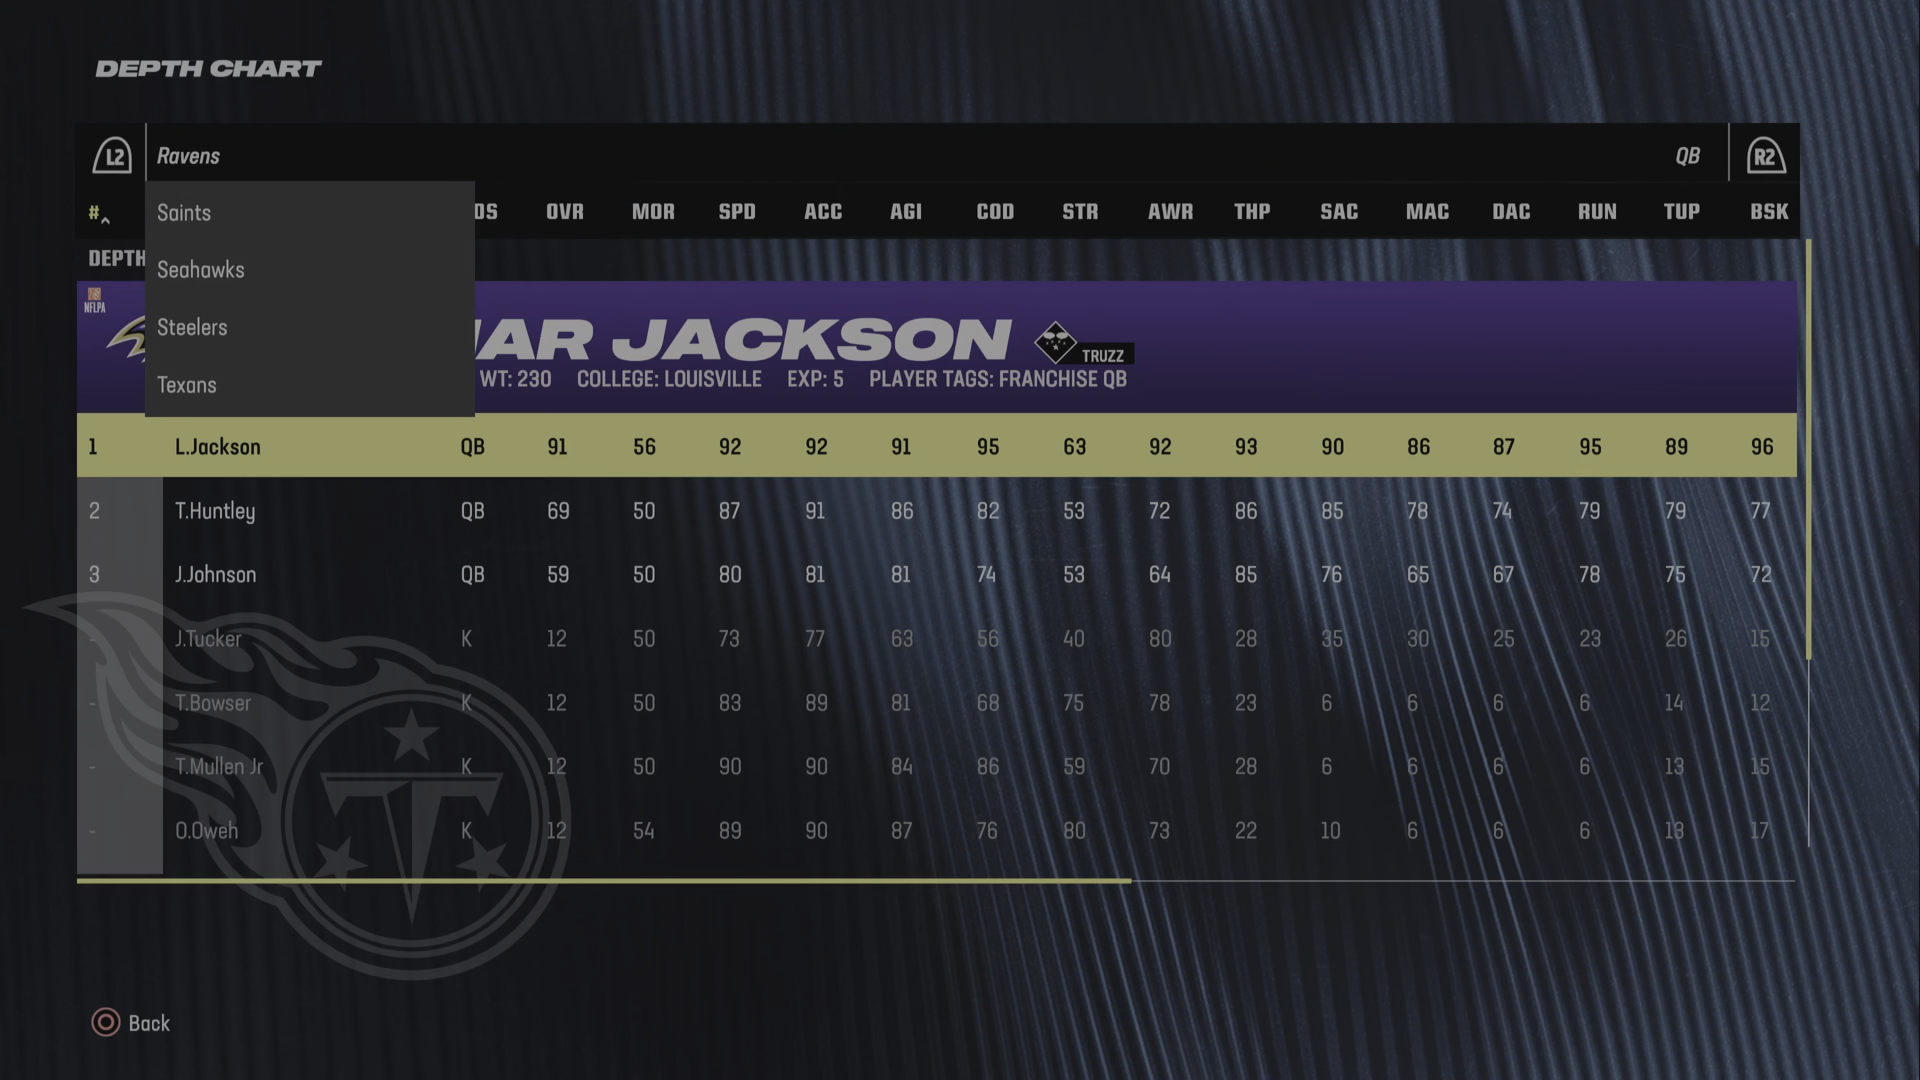 DEPTH CHART
L2 Ravens QB R2
Saints
# DS OVR MOR SPD ACC AGI COD STR AWR THP SAC MAC DAC RUN TUP BSK
DEPTH
Seahawks
NFLPA
Steelers
AR JACKSON
TRUZZ
Texans
WT: 230 COLLEGE: LOUISVILLE EXP: 5 PLAYER TAGS: FRANCHISE QB
1 L.Jackson QB 91 56 92 92 91 95 63 92 93 90 86 87 95 89 96
2 T.Huntley QB 69 50 87 91 86 82 53 72 86 85 78 74 79 79 77
3 J.Johnson QB 59 50 80 81 81 74 53 64 85 76 65 67 78 75 72
- J.Tucker K 12 50 73 77 63 56 40 80 28 35 30 25 23 26 15
- T.Bowser K 12 50 83 89 81 68 75 78 23 6 6 6 6 14 12
- T.Mullen Jr K 12 50 90 90 84 86 59 70 28 6 6 6 6 13 15
- O.Oweh K 12 54 89 90 87 76 80 73 22 10 6 6 6 13 17
Back